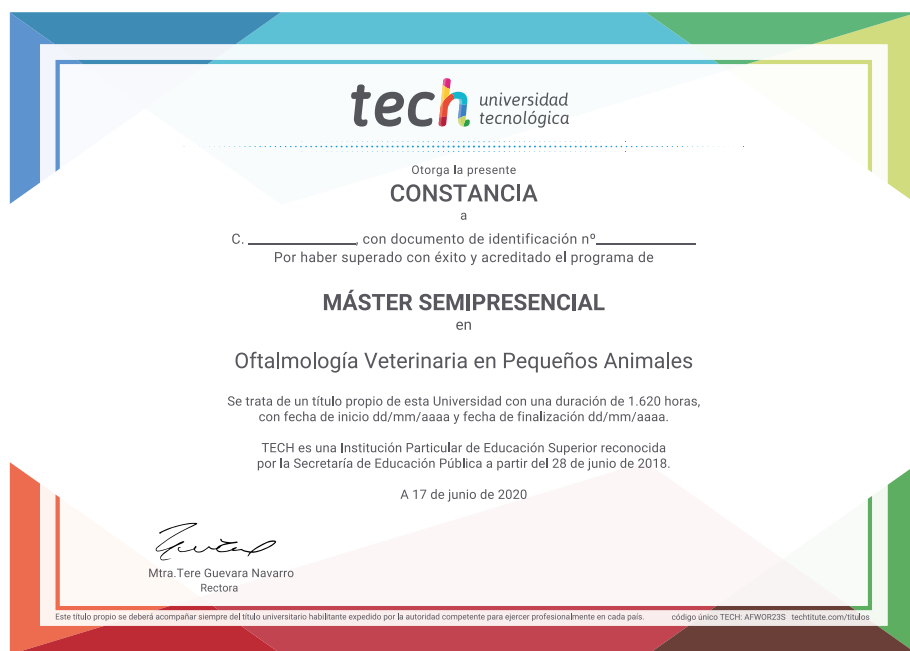 tech universidad
tecnológica
Otorga la presente
CONSTANCIA
a
C. ____________, con documento de identificación nº___________
Por haber superado con éxito y acreditado el programa de
MÁSTER SEMIPRESENCIAL
en
Oftalmología Veterinaria en Pequeños Animales
Se trata de un título propio de esta Universidad con una duración de 1.620 horas,
con fecha de inicio dd/mm/aaaa y fecha de finalización dd/mm/aaaa.
TECH es una Institución Particular de Educación Superior reconocida
por la Secretaría de Educación Pública a partir del 28 de junio de 2018.
A 17 de junio de 2020
Mtra.Tere Guevara Navarro
Rectora
Este título propio se deberá acompañar siempre del título universitario habilitante expedido por la autoridad competente para ejercer profesionalmente en cada país. código único TECH: AFWOR23S techtitute.com/titulos